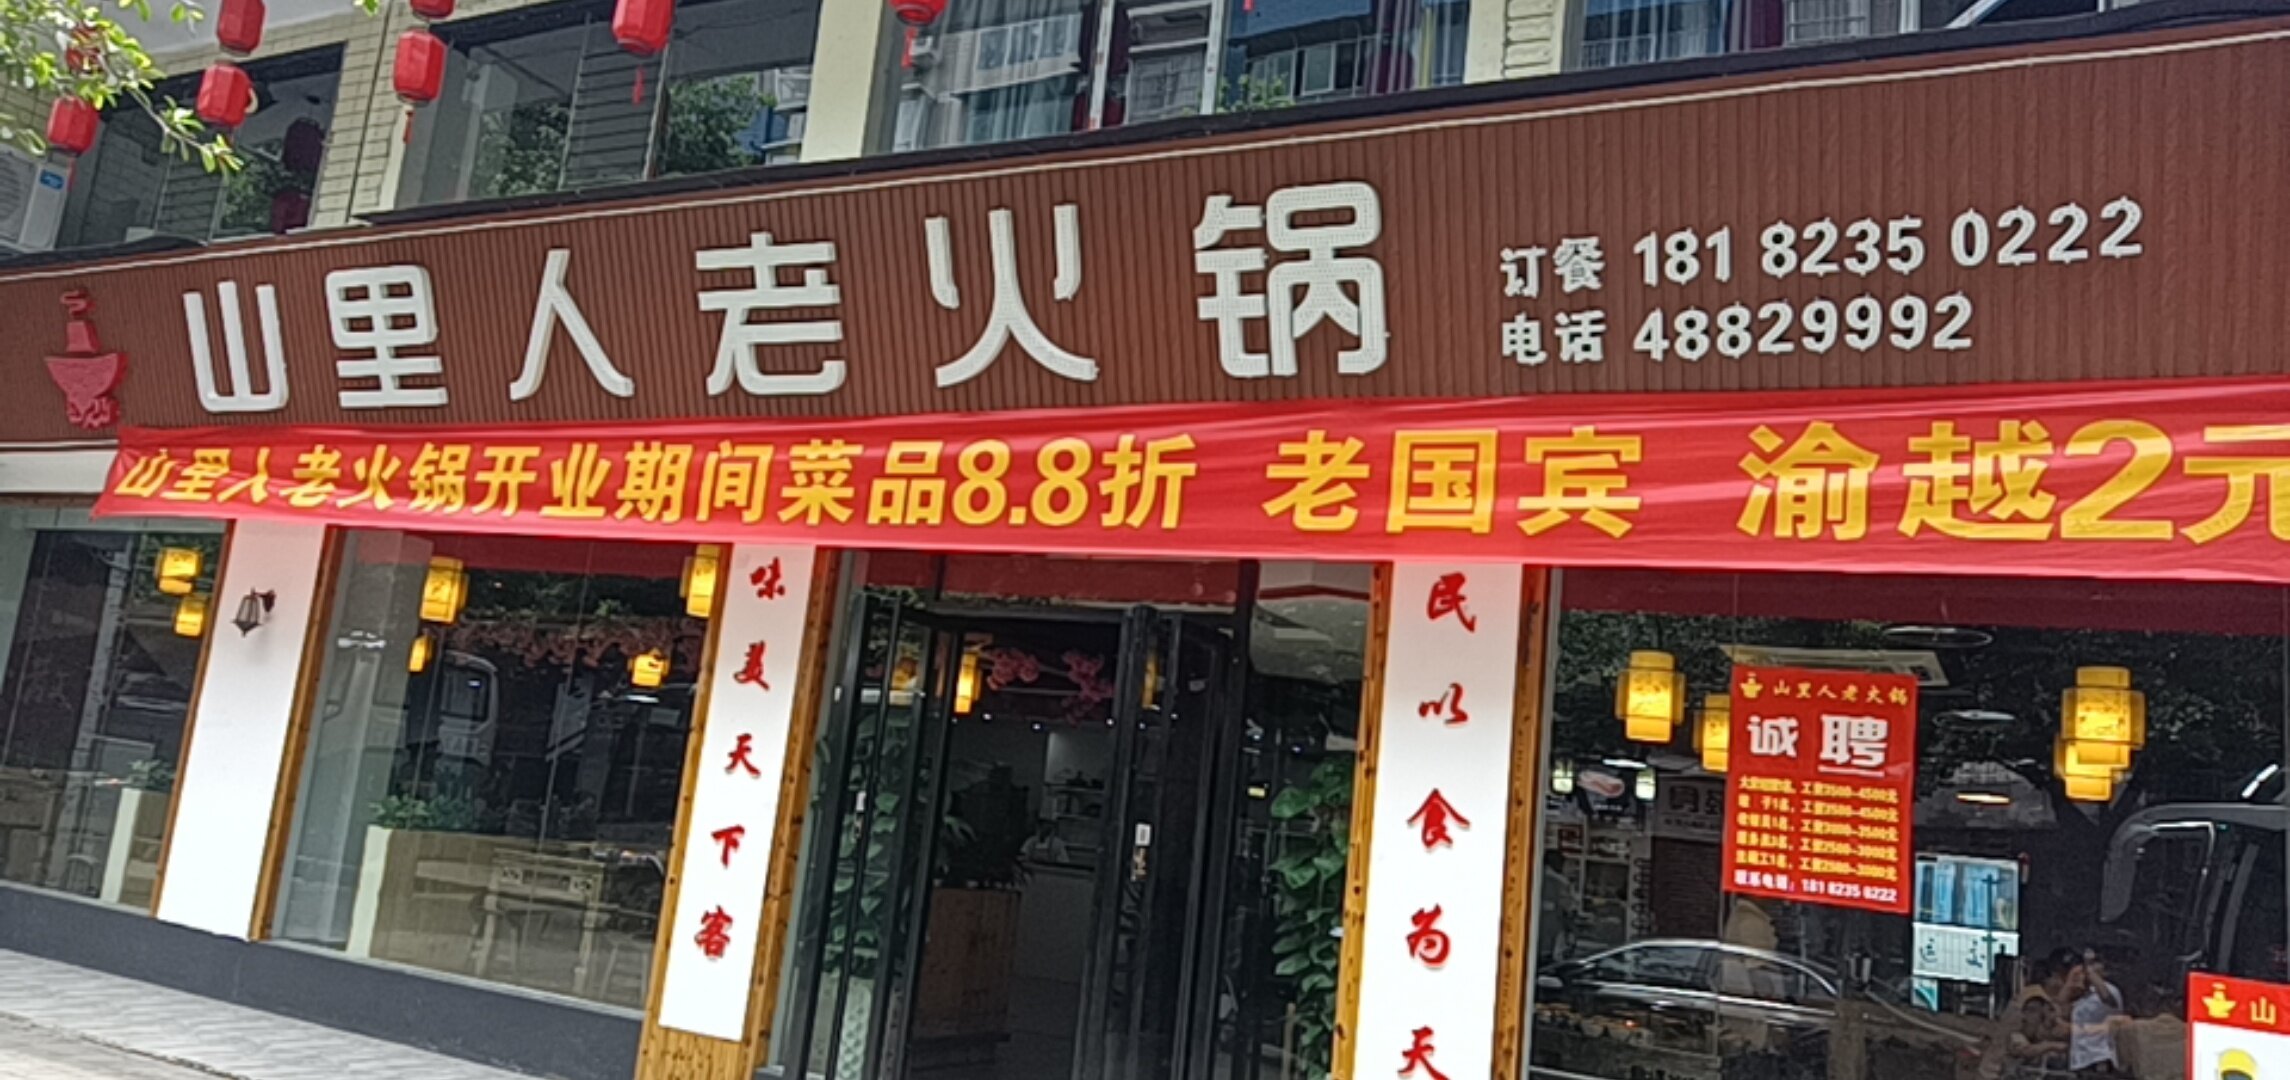 山里人老火锅
订餐 181 8235 0222
电话 48829992
山里人老火锅开业期间菜品8.8折 老国宾 渝越2元
味美天下客
民以食为天
山里人老火锅
诚聘
联系电话：181 8235 0222
山